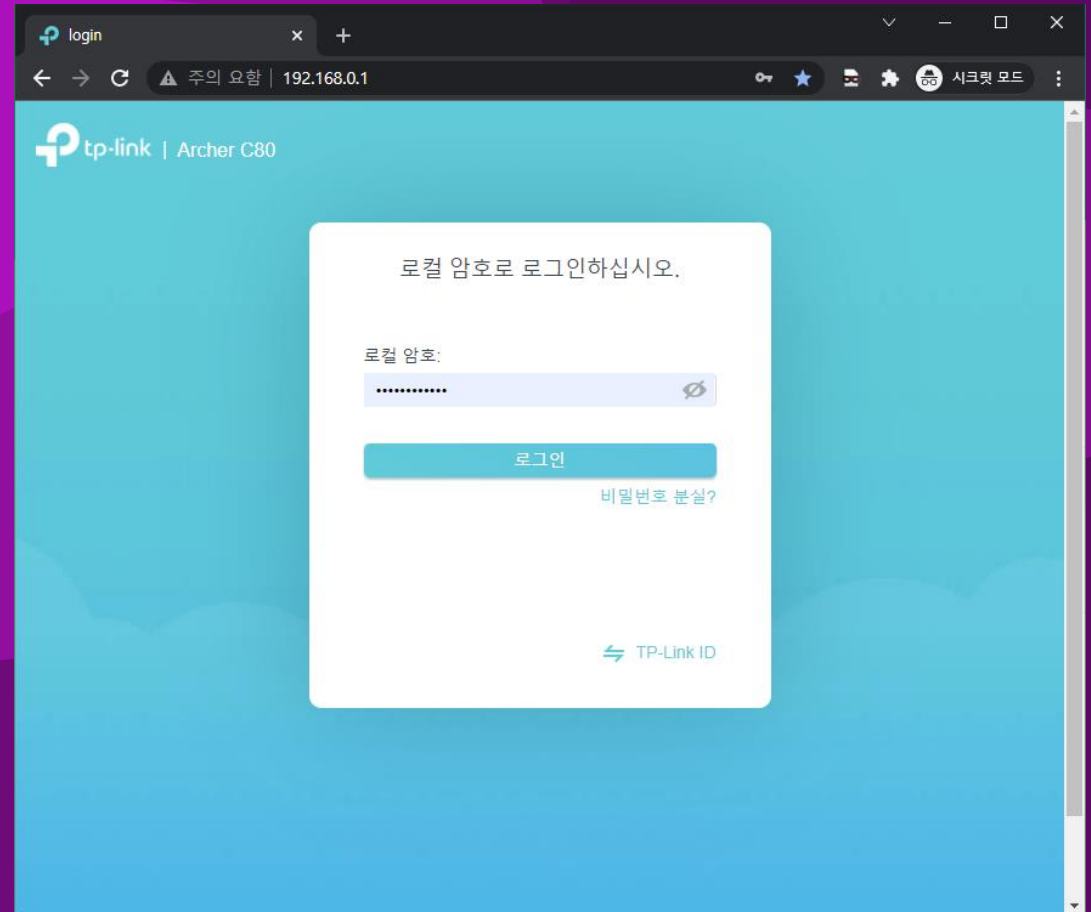 login
주의 요함 192.168.0.1
시크릿 모드
tp-link | Archer C80
로컬 암호로 로그인하십시오.
로컬 암호:
••••••••••••
로그인
비밀번호 분실?
TP-Link ID